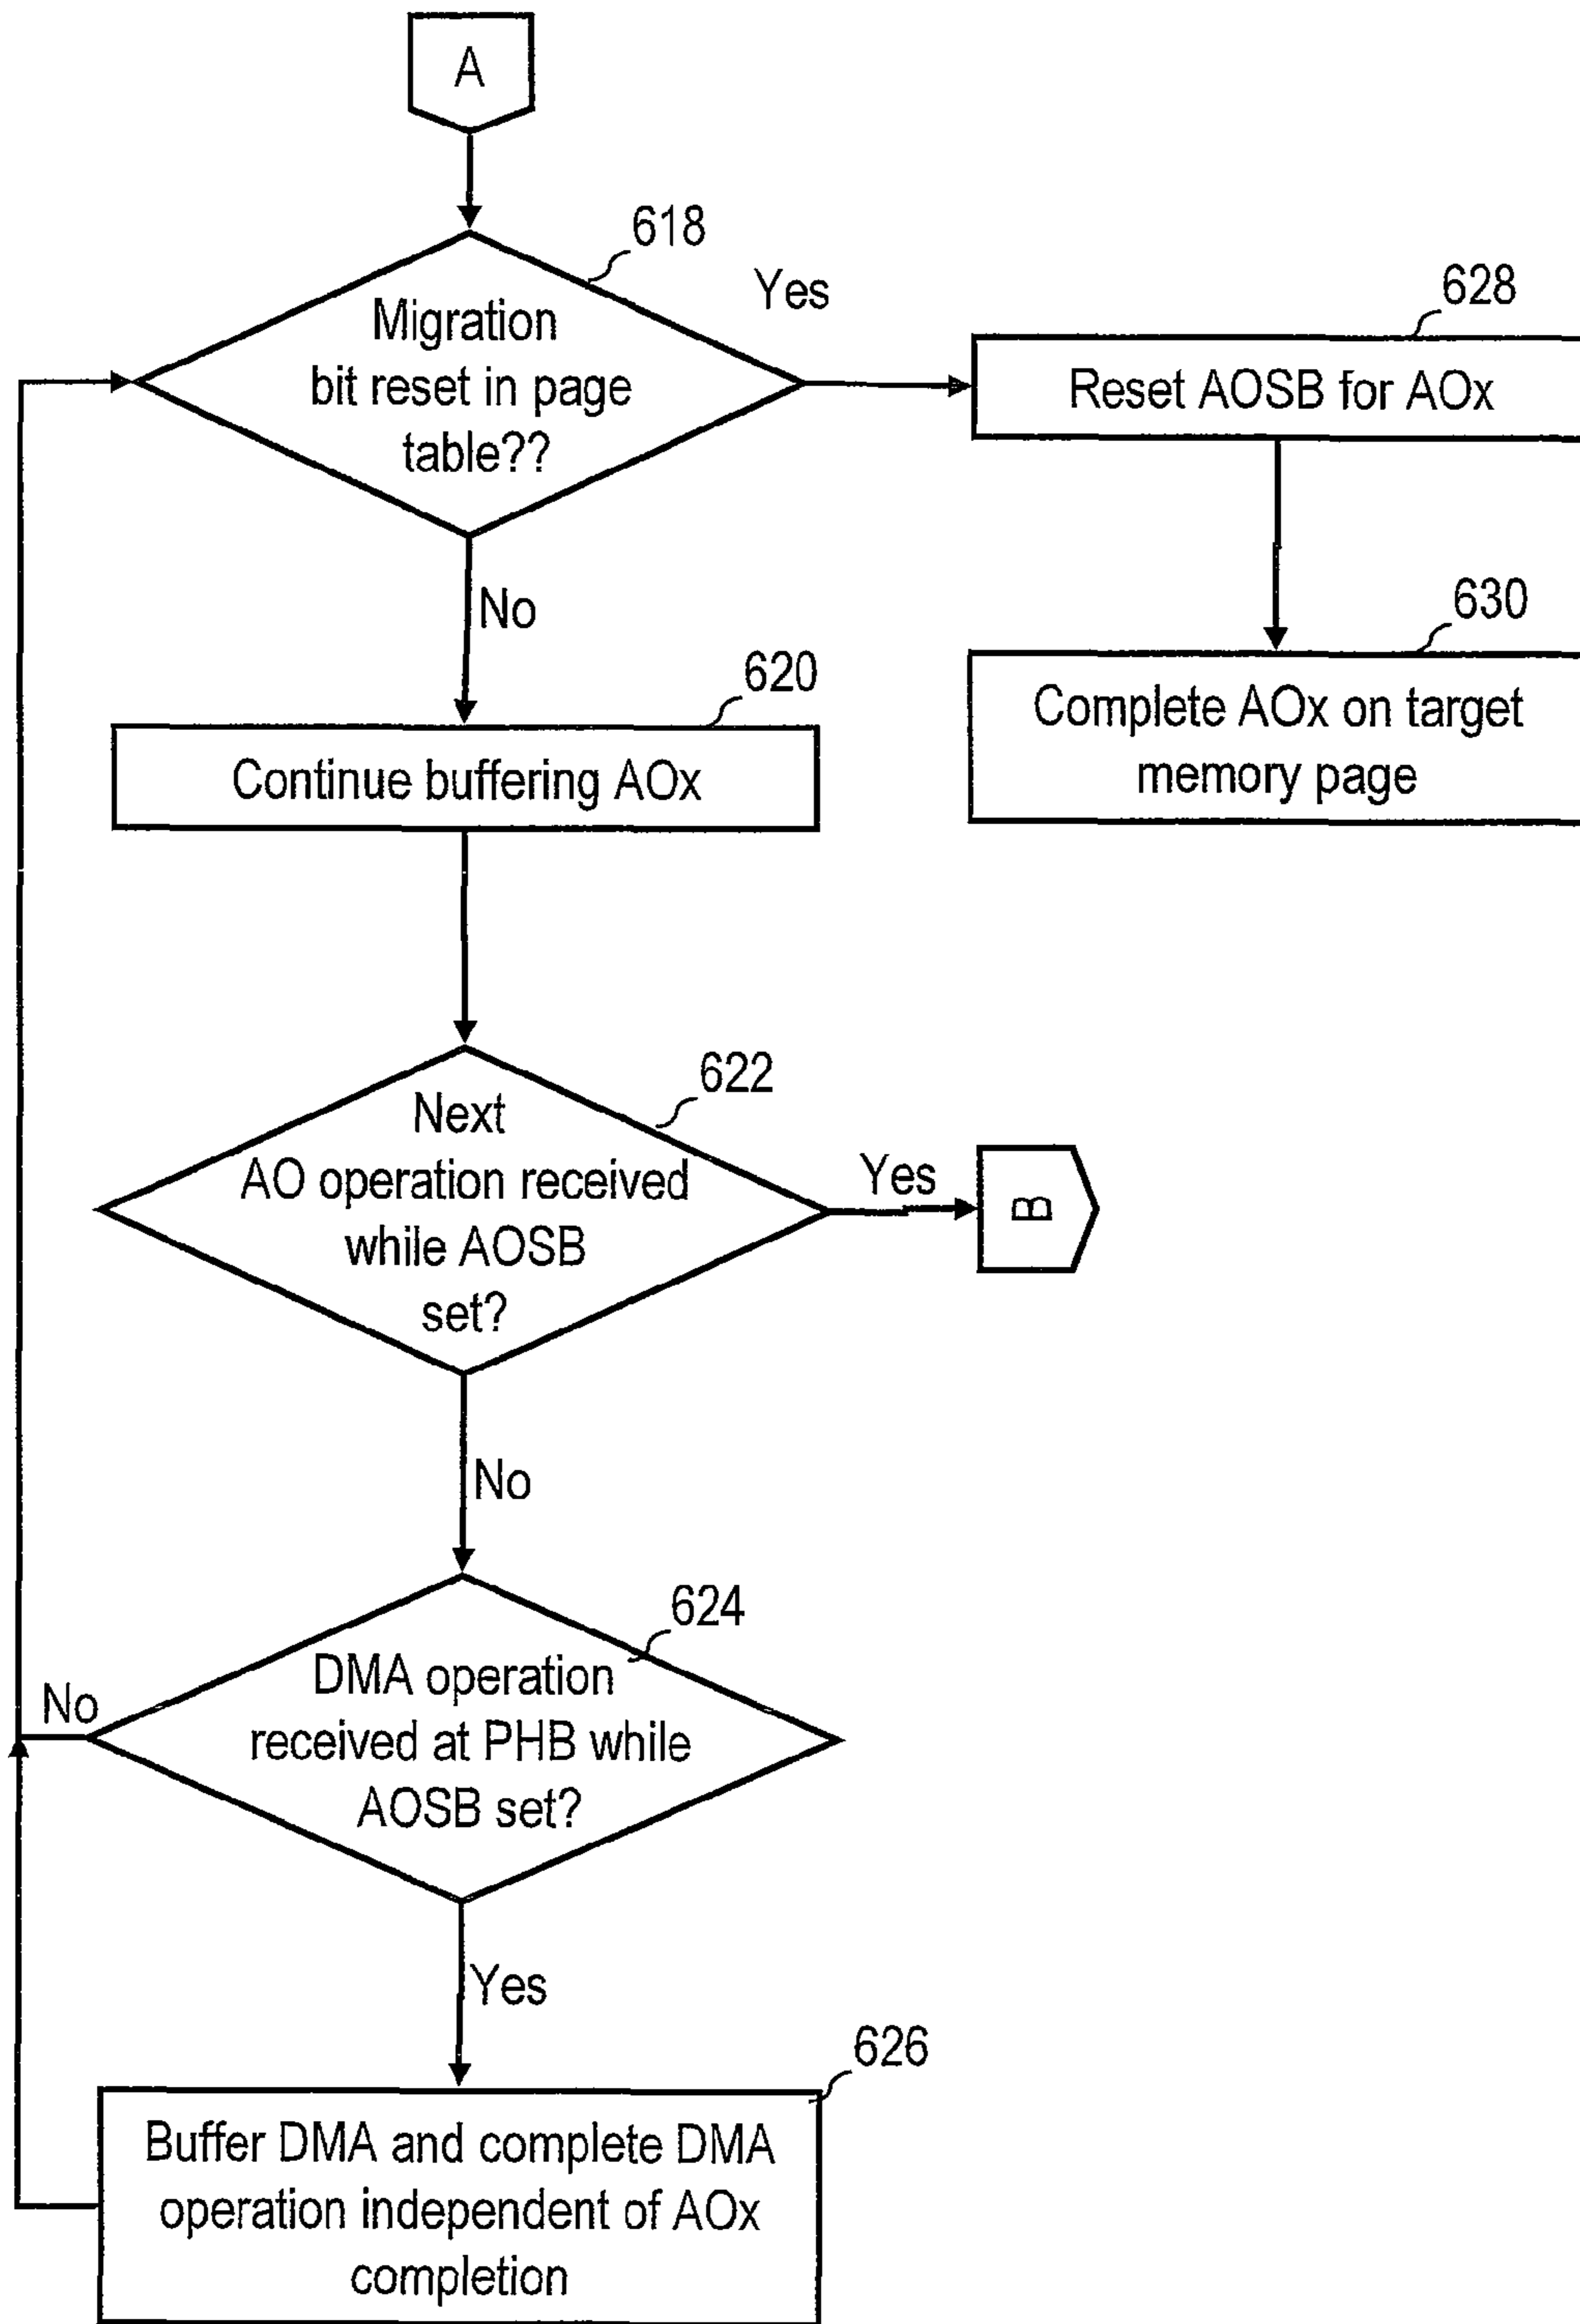 A
618
Migration
bit reset in page
table??
Yes
628
Reset AOSB for AOx
No
630
Complete AOx on target
memory page
620
Continue buffering AOx
622
Next
AO operation received
while AOSB
set?
Yes
B
No
624
DMA operation
received at PHB while
AOSB set?
No
Yes
626
Buffer DMA and complete DMA
operation independent of AOx
completion